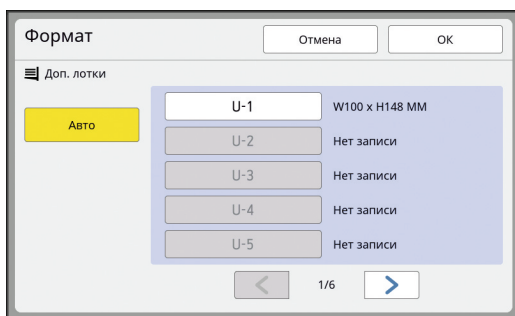 Формат
Отмена
ОК
Доп. лотки
Авто
U-1 W100 x H148 MM
U-2 Нет записи
U-3 Нет записи
U-4 Нет записи
U-5 Нет записи
1/6